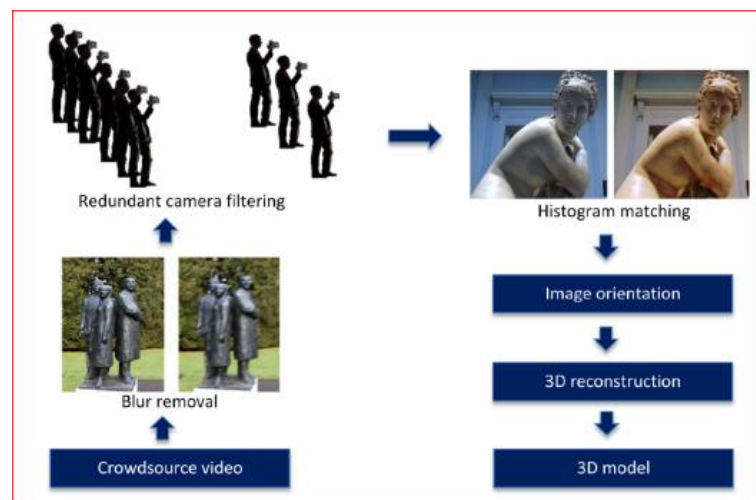 Redundant camera filtering
Histogram matching
Image orientation
Blur removal
3D reconstruction
Crowdsource video
3D model